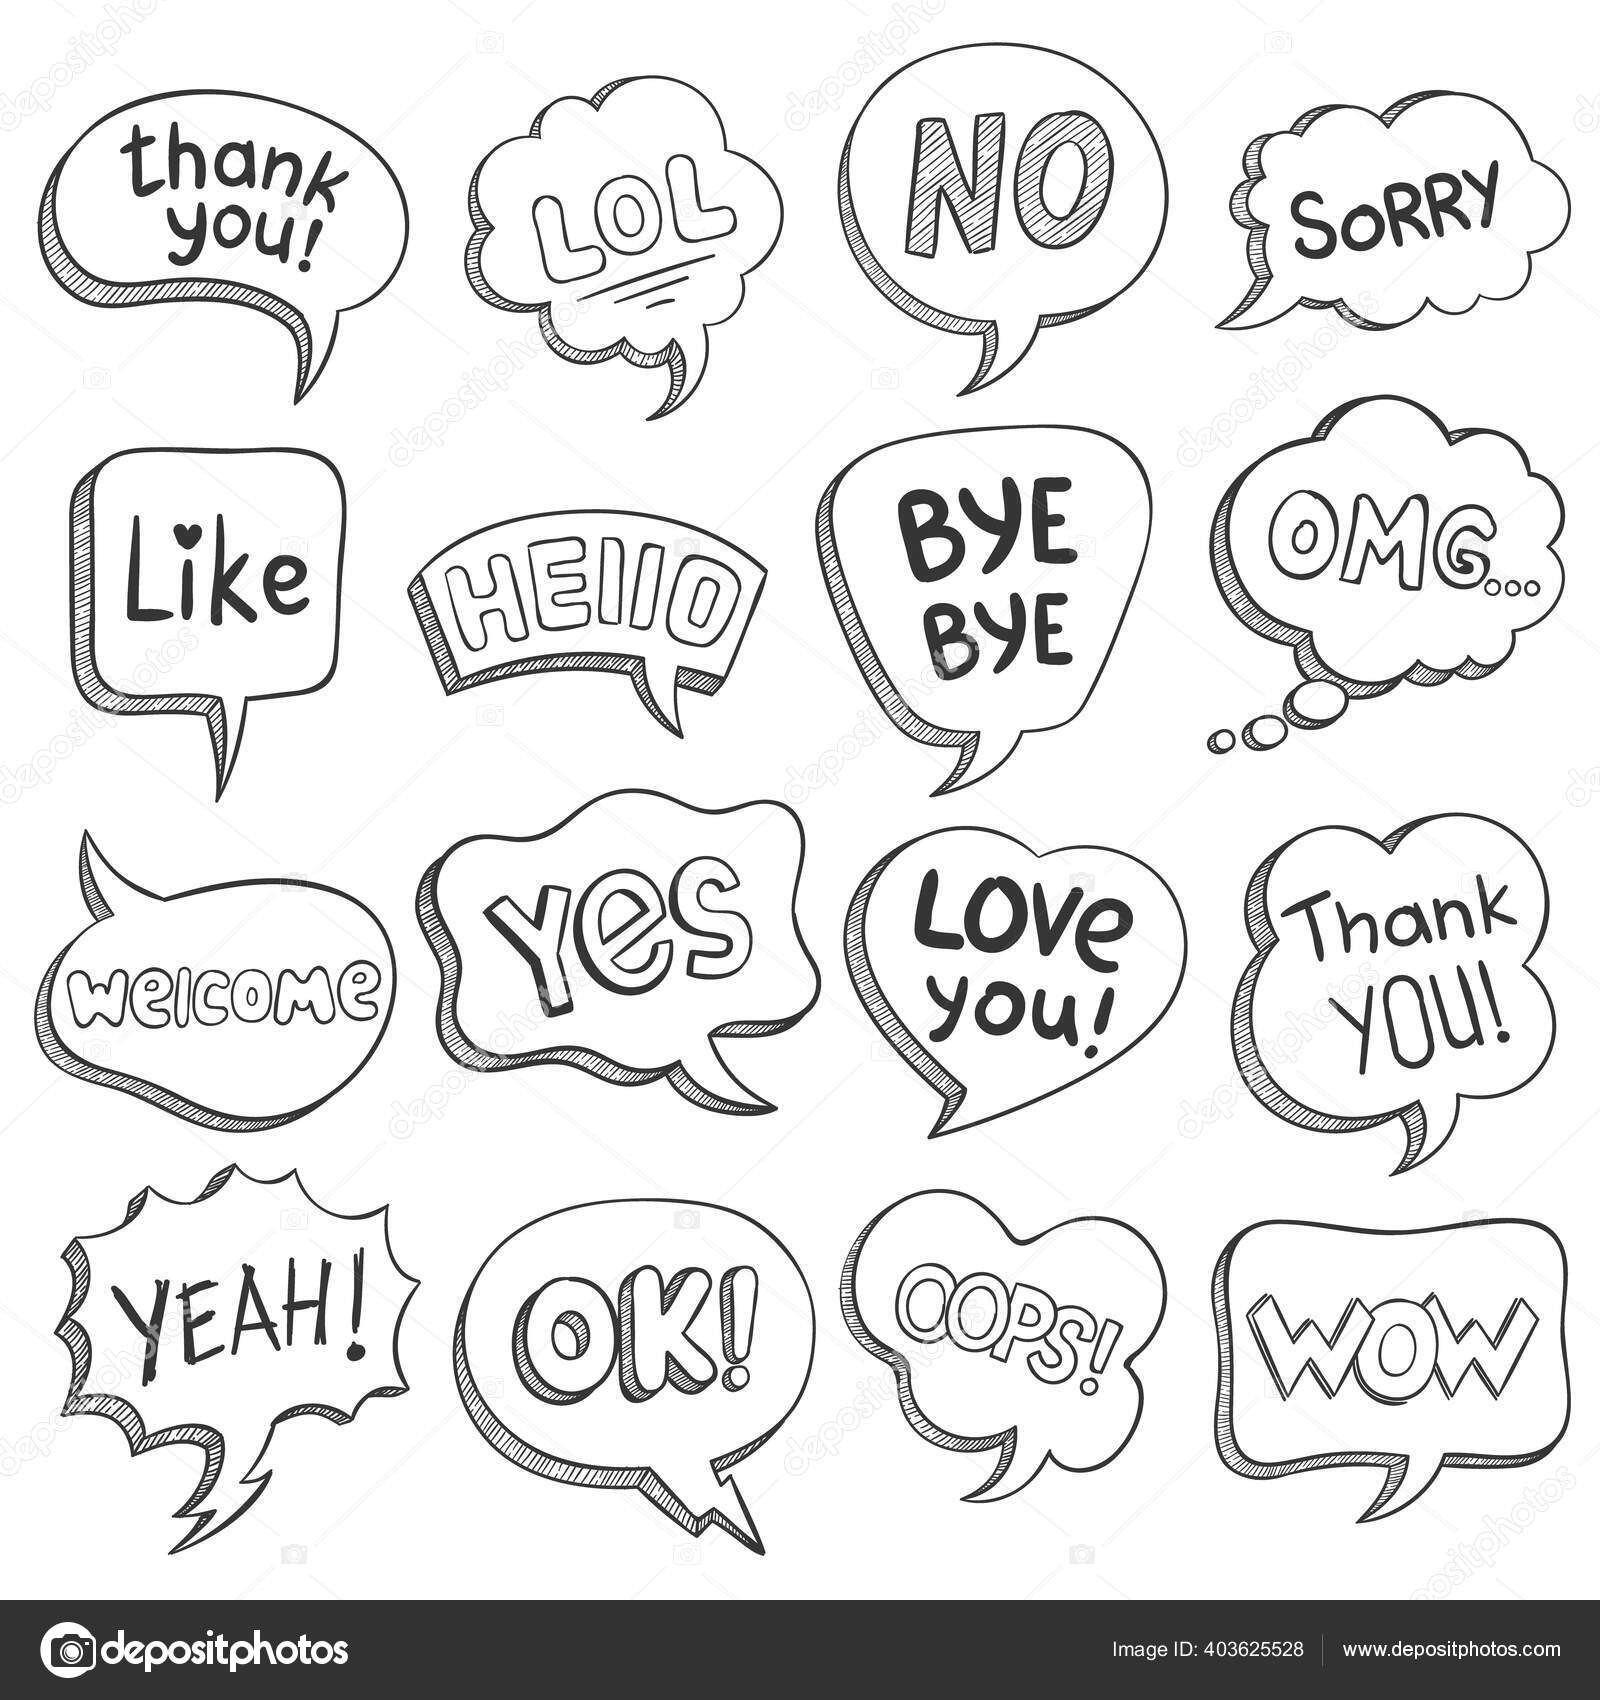 thank
you!
LOL
NO
SoRRY
Like
HEllO
BYE
BYE
OMG...
welcome
Yes
LOVe
you!
Thank
YOU!
YEAH!
OK!
OOPS!
WOW
depositphotos
Image ID: 403625528 www.depositphotos.com